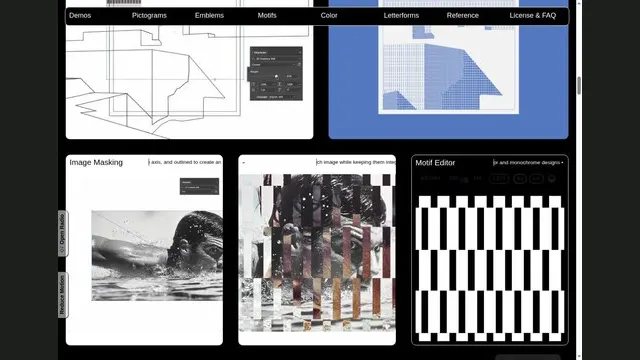 Demos
Pictograms
Emblems
Motifs
Color
Letterforms
Reference
License & FAQ
Image Masking
axis, and outlined to create an
ch image while keeping them inte
Motif Editor
or and monochrome designs •
Open Radio
Reduce Motion